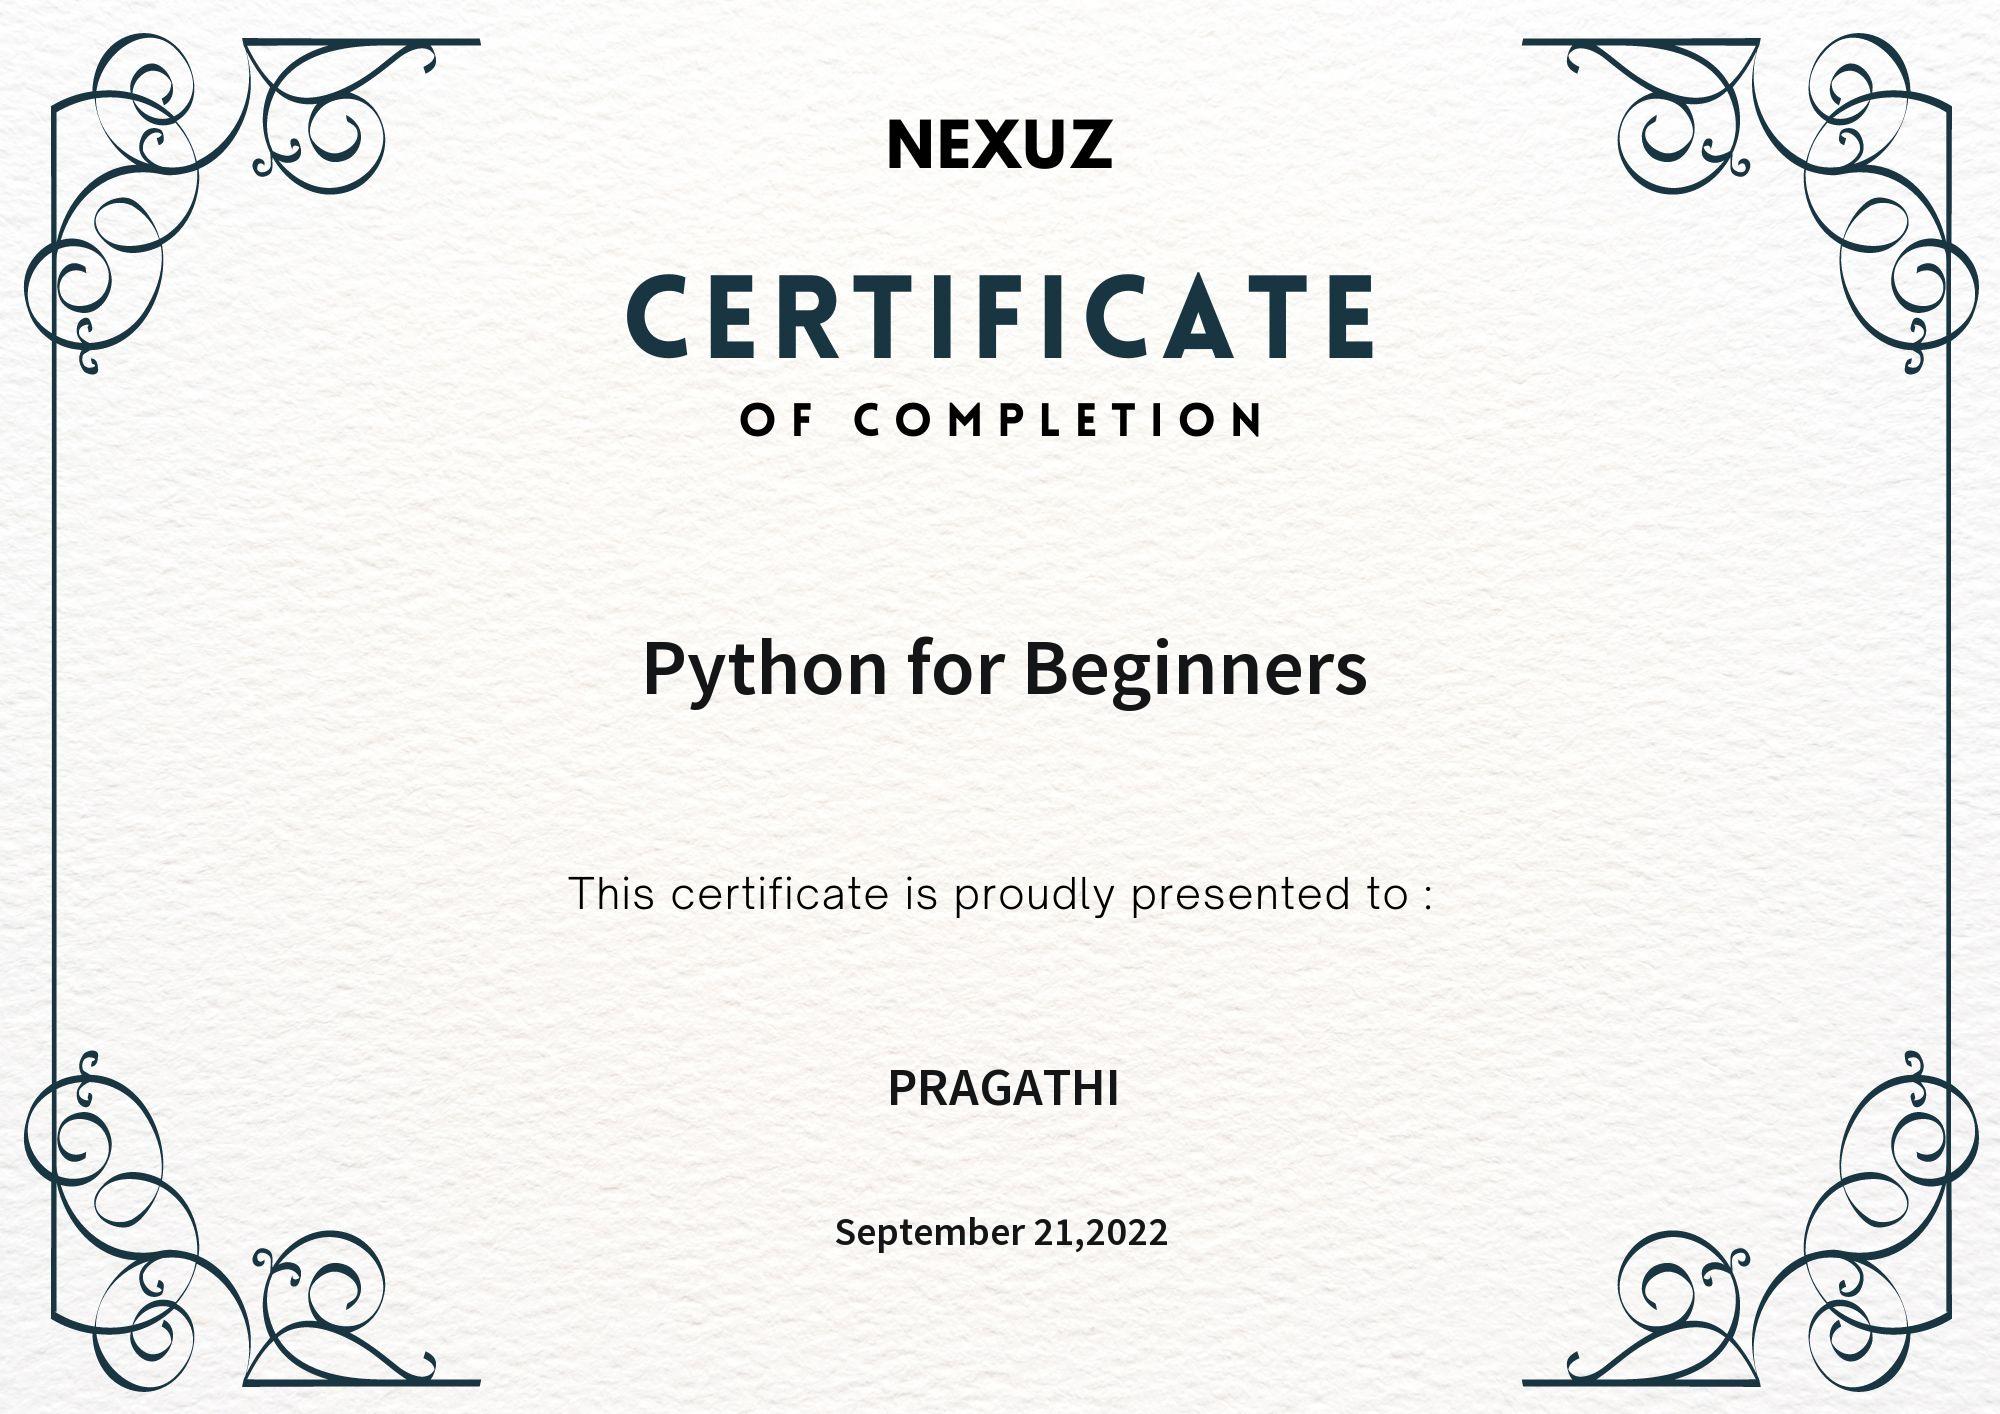 NEXUZ
CERTIFICATE
OF COMPLETION
Python for Beginners
This certificate is proudly presented to :
PRAGATHI
September 21,2022